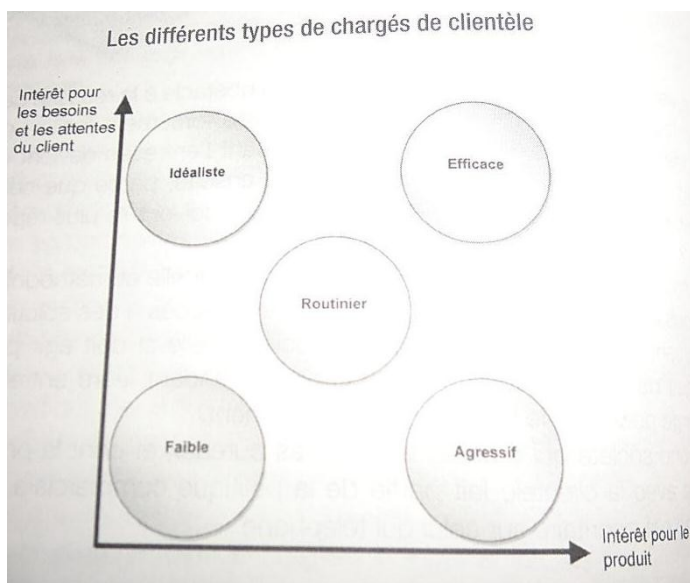 Les différents types de chargés de clientèle
Intérêt pour
les besoins
et les attentes
du client
Idéaliste
Efficace
Routinier
Faible
Agressif
Intérêt pour le
produit